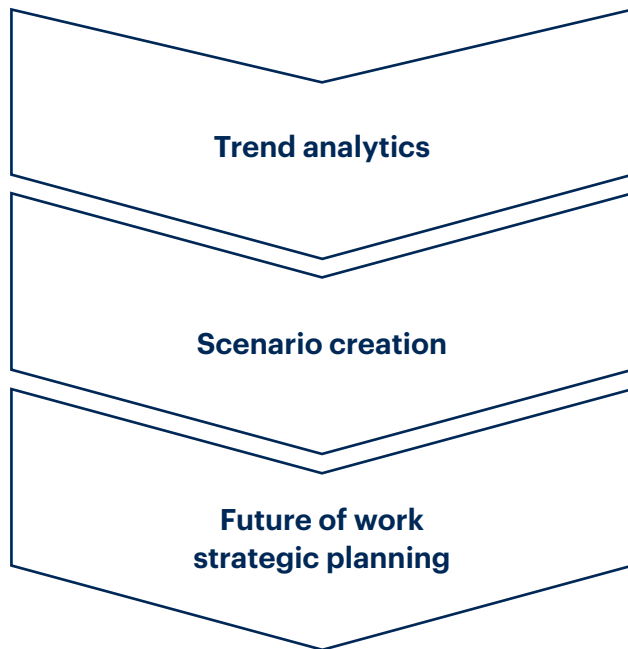 Trend analytics
Scenario creation
Future of work
strategic planning